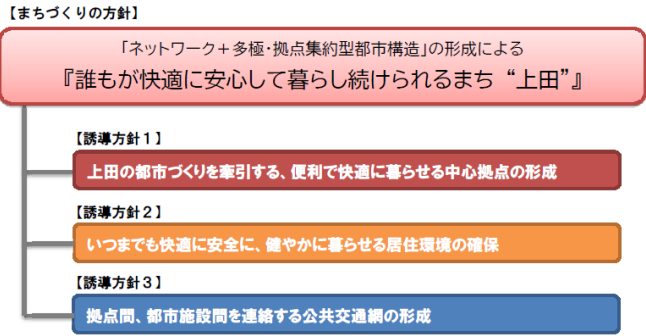 【まちづくりの方針】
「ネットワーク＋多極・拠点集約型都市構造」の形成による
『誰もが快適に安心して暮らし続けられるまち “上田”』
【誘導方針１】
上田の都市づくりを牽引する、便利で快適に暮らせる中心拠点の形成
【誘導方針２】
いつまでも快適に安全に、健やかに暮らせる居住環境の確保
【誘導方針３】
拠点間、都市施設間を連絡する公共交通網の形成